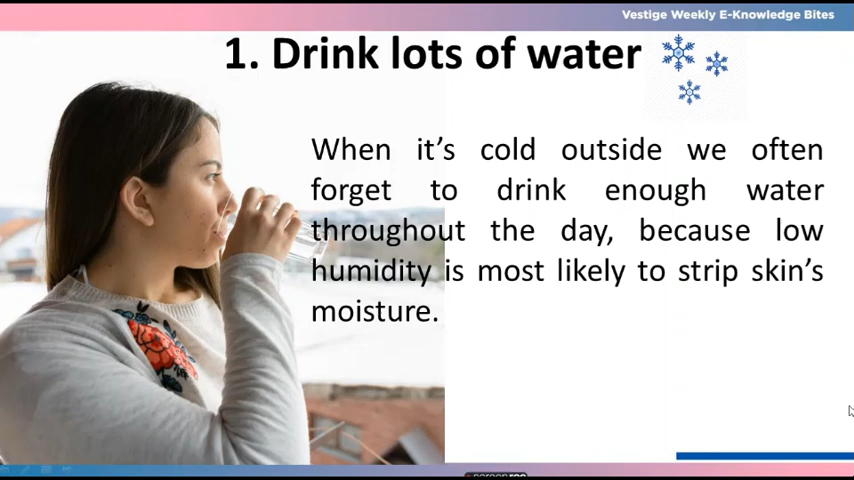 Vestige Weekly E-Knowledge Bites
1. Drink lots of water
When it's cold outside we often
forget to drink enough water
throughout the day, because low
humidity is most likely to strip skin's
moisture.